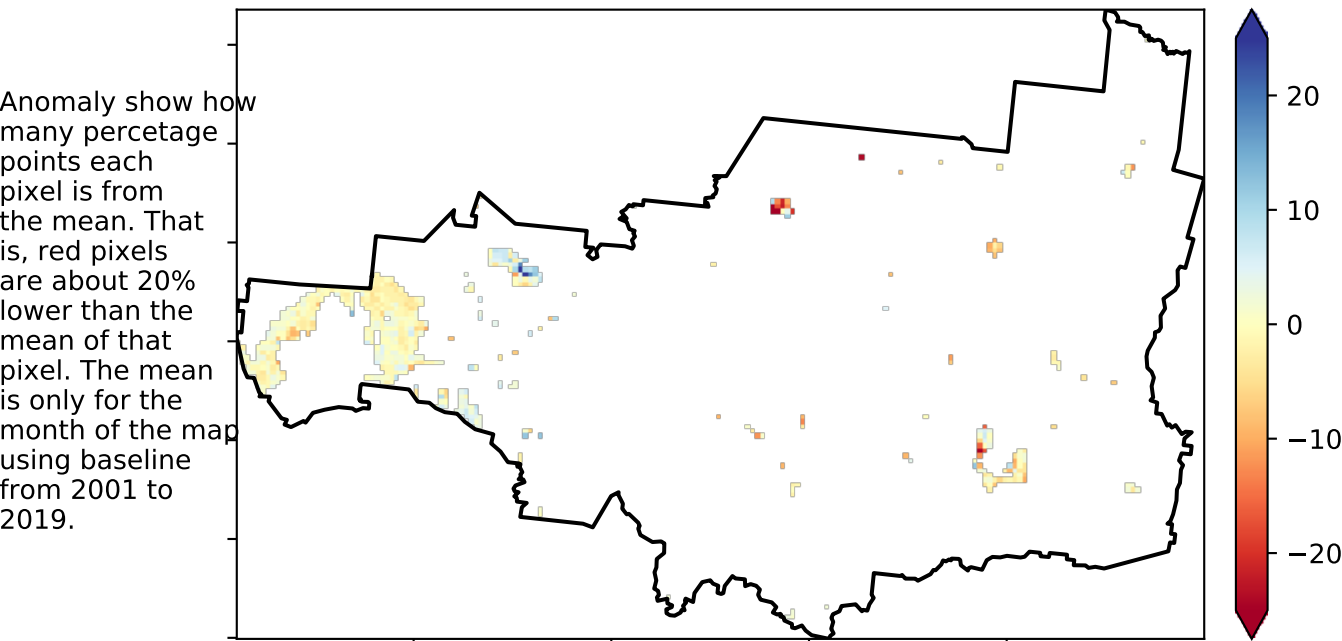 Anomaly show how
many percetage
points each
pixel is from
the mean. That
is, red pixels
are about 20%
lower than the
mean of that
pixel. The mean
is only for the
month of the map
using baseline
from 2001 to
2019.
20
10
0
−10
−20